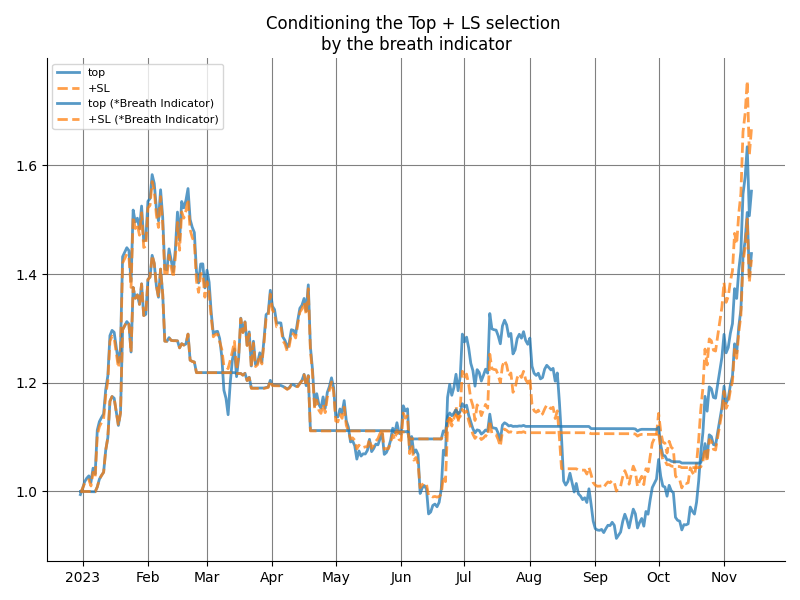 Conditioning the Top + LS selection
by the breath indicator
top
+SL
top (*Breath Indicator)
+SL (*Breath Indicator)
1.6
1.4
1.2
1.0
2023 Feb Mar Apr May Jun Jul Aug Sep Oct Nov